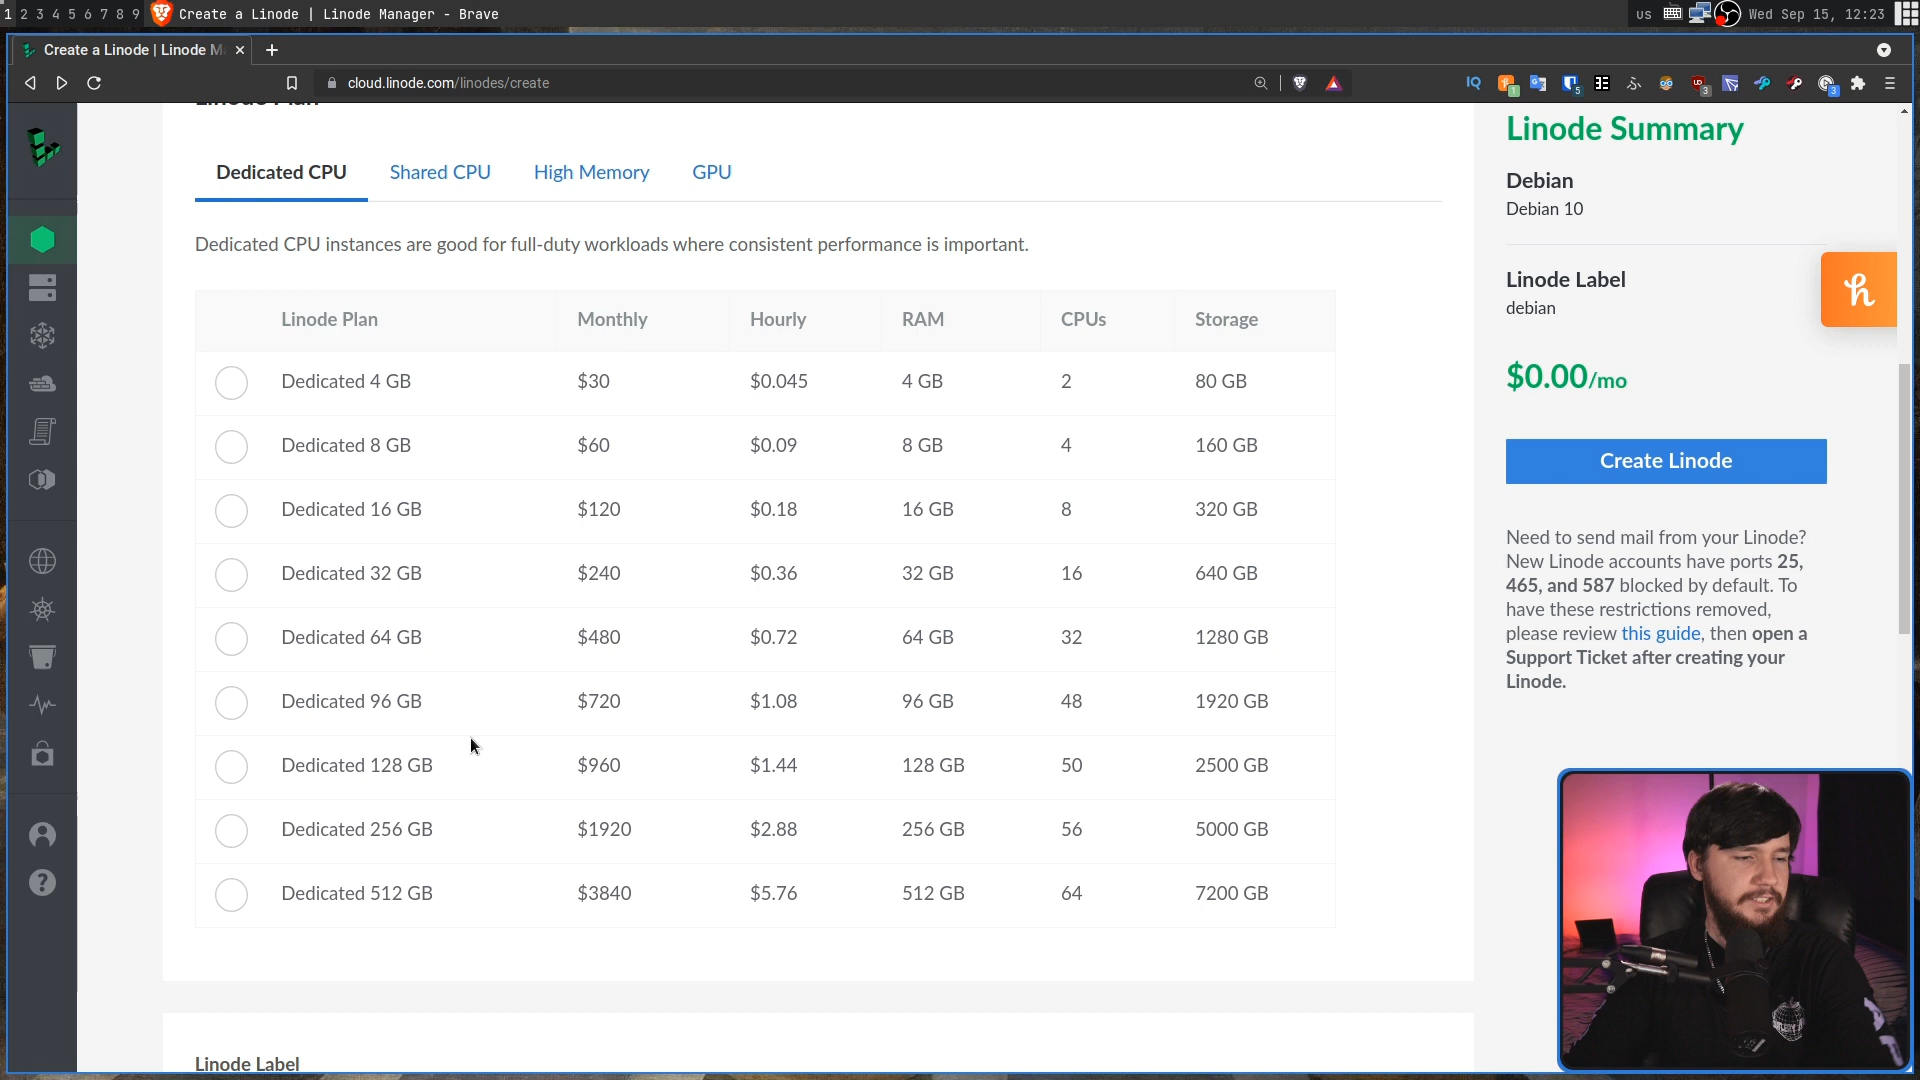 1 2 3 4 5 6 7 8 9 Create a Linode | Linode Manager - Brave
us Wed Sep 15, 12:23
Create a Linode | Linode M
cloud.linode.com/linodes/create
Linode Plan
Dedicated CPU Shared CPU High Memory GPU
Dedicated CPU instances are good for full-duty workloads where consistent performance is important.
Linode Plan Monthly Hourly RAM CPUs Storage
Dedicated 4 GB $30 $0.045 4 GB 2 80 GB
Dedicated 8 GB $60 $0.09 8 GB 4 160 GB
Dedicated 16 GB $120 $0.18 16 GB 8 320 GB
Dedicated 32 GB $240 $0.36 32 GB 16 640 GB
Dedicated 64 GB $480 $0.72 64 GB 32 1280 GB
Dedicated 96 GB $720 $1.08 96 GB 48 1920 GB
Dedicated 128 GB $960 $1.44 128 GB 50 2500 GB
Dedicated 256 GB $1920 $2.88 256 GB 56 5000 GB
Dedicated 512 GB $3840 $5.76 512 GB 64 7200 GB
Linode Label
Linode Summary
Debian
Debian 10
Linode Label
debian
$0.00/mo
Create Linode
Need to send mail from your Linode?
New Linode accounts have ports 25,
465, and 587 blocked by default. To
have these restrictions removed,
please review this guide, then open a
Support Ticket after creating your
Linode.